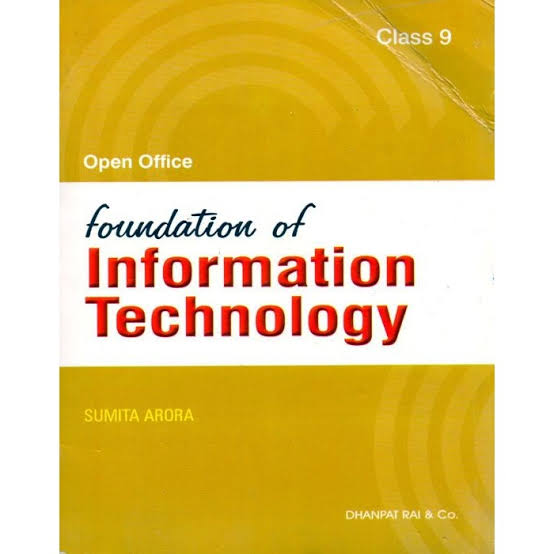 Class 9
Open Office
foundation of
Information
Technology
SUMITA ARORA
DHANPAT RAI & Co.